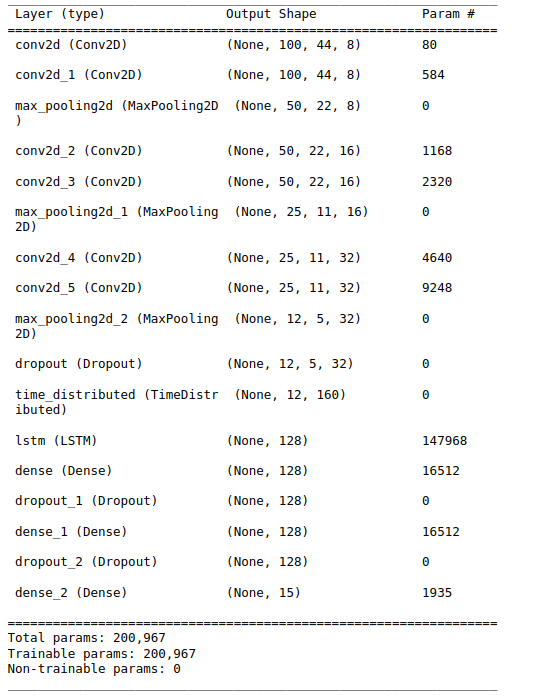 Layer (type) Output Shape Param #
=================================================================
conv2d (Conv2D) (None, 100, 44, 8) 80
conv2d_1 (Conv2D) (None, 100, 44, 8) 584
max_pooling2d (MaxPooling2D (None, 50, 22, 8) 0
)
conv2d_2 (Conv2D) (None, 50, 22, 16) 1168
conv2d_3 (Conv2D) (None, 50, 22, 16) 2320
max_pooling2d_1 (MaxPooling (None, 25, 11, 16) 0
2D)
conv2d_4 (Conv2D) (None, 25, 11, 32) 4640
conv2d_5 (Conv2D) (None, 25, 11, 32) 9248
max_pooling2d_2 (MaxPooling (None, 12, 5, 32) 0
2D)
dropout (Dropout) (None, 12, 5, 32) 0
time_distributed (TimeDistr (None, 12, 160) 0
ibuted)
lstm (LSTM) (None, 128) 147968
dense (Dense) (None, 128) 16512
dropout_1 (Dropout) (None, 128) 0
dense_1 (Dense) (None, 128) 16512
dropout_2 (Dropout) (None, 128) 0
dense_2 (Dense) (None, 15) 1935
=================================================================
Total params: 200,967
Trainable params: 200,967
Non-trainable params: 0